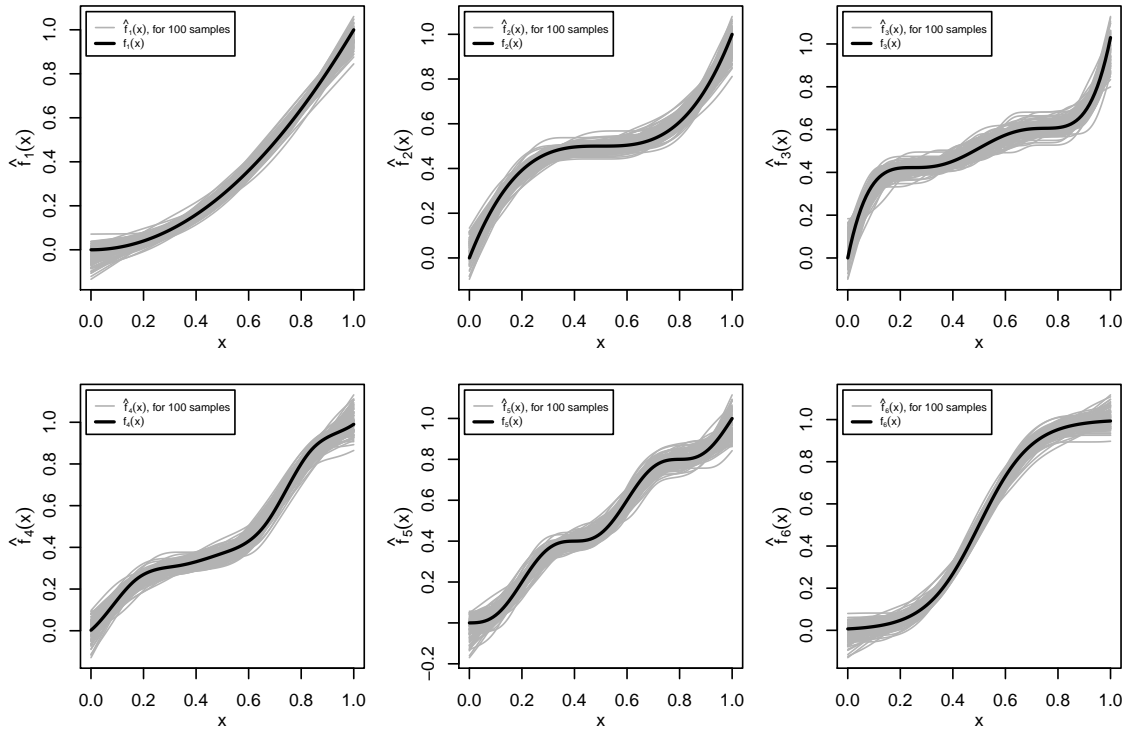 f̂₁(x), for 100 samples
f₁(x)
f̂₁(x)
0.0 0.2 0.4 0.6 0.8 1.0
0.0 0.2 0.4 0.6 0.8 1.0
x
f̂₂(x), for 100 samples
f₂(x)
f̂₂(x)
0.0 0.2 0.4 0.6 0.8 1.0
0.0 0.2 0.4 0.6 0.8 1.0
x
f̂₃(x), for 100 samples
f₃(x)
f̂₃(x)
0.0 0.2 0.4 0.6 0.8 1.0
0.0 0.2 0.4 0.6 0.8 1.0
x
f̂₄(x), for 100 samples
f₄(x)
f̂₄(x)
0.0 0.2 0.4 0.6 0.8 1.0
0.0 0.2 0.4 0.6 0.8 1.0
x
f̂₅(x), for 100 samples
f₅(x)
f̂₅(x)
−0.2 0.2 0.4 0.6 0.8 1.0
0.0 0.2 0.4 0.6 0.8 1.0
x
f̂₆(x), for 100 samples
f₆(x)
f̂₆(x)
0.0 0.2 0.4 0.6 0.8 1.0
0.0 0.2 0.4 0.6 0.8 1.0
x